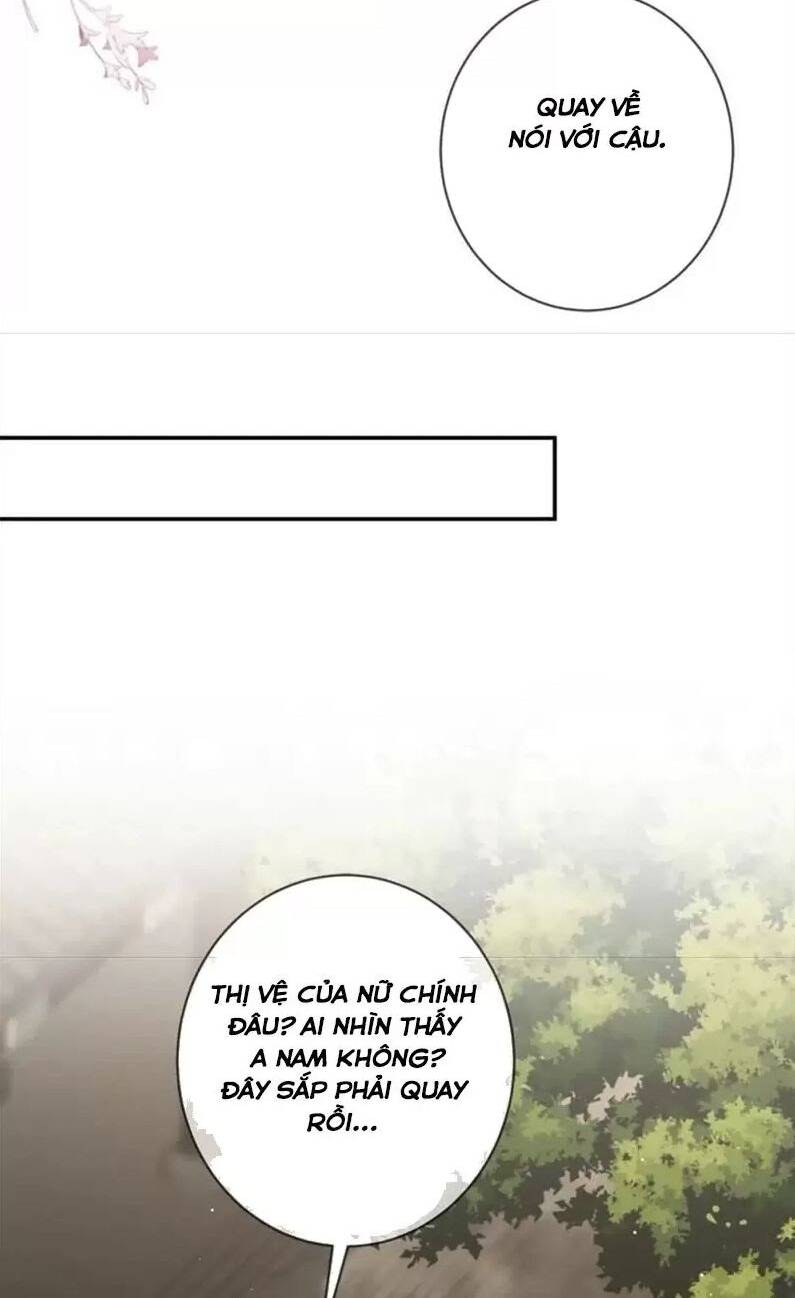 QUAY VỀ
NÓI VỚI CẬU.
THỊ VỆ CỦA NỮ CHÍNH
ĐÂU? AI NHÌN THẤY
A NAM KHÔNG?
ĐÂY SẮP PHẢI QUAY
RỒI...